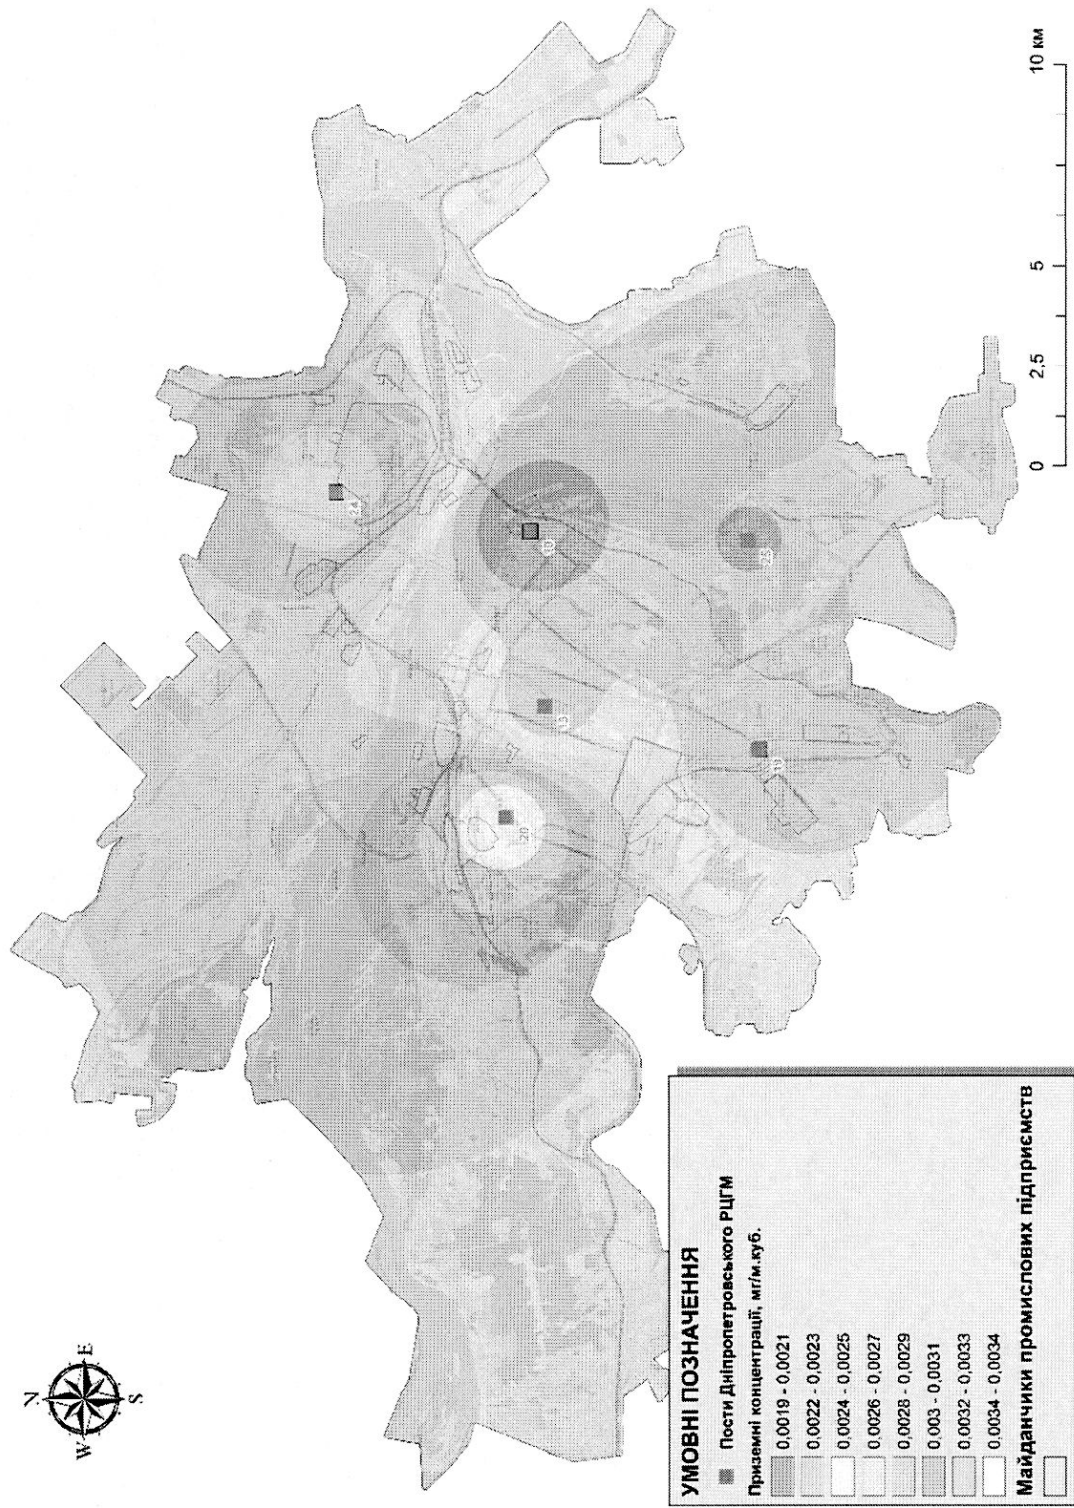 N
W
E
S
24
10
25
13
19
20
0
2,5
5
10 км
УМОВНІ ПОЗНАЧЕННЯ
Пости Дніпропетровського РЦГМ
Приземні концентрації, мг/м.куб.
0,0019 - 0,0021
0,0022 - 0,0023
0,0024 - 0,0025
0,0026 - 0,0027
0,0028 - 0,0029
0,003 - 0,0031
0,0032 - 0,0033
0,0034 - 0,0034
Майданчики промислових підприємств